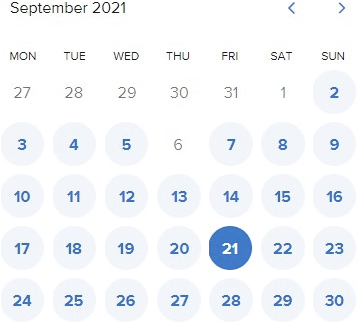 September 2021
MON TUE WED THU FRI SAT SUN
27 28 29 30 31 1 2
3 4 5 6 7 8 9
10 11 12 13 14 15 16
17 18 19 20 21 22 23
24 25 26 27 28 29 30